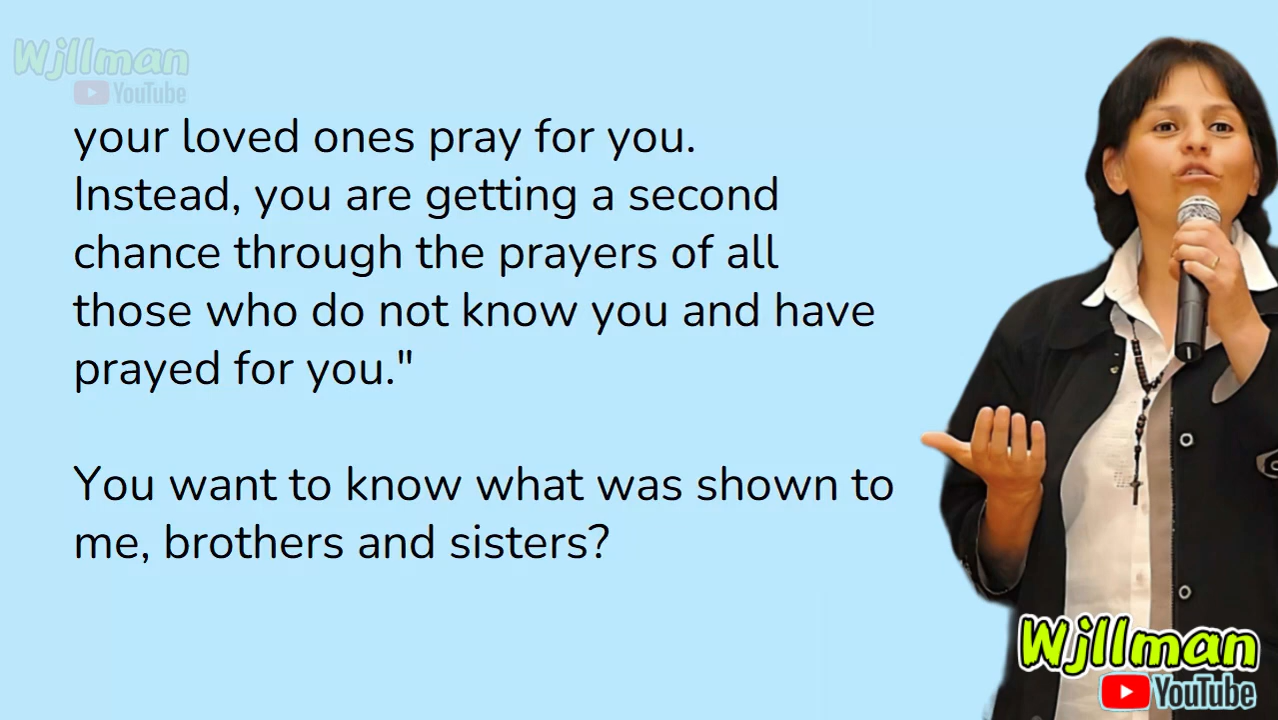 Wjllman
YouTube
your loved ones pray for you.
Instead, you are getting a second
chance through the prayers of all
those who do not know you and have
prayed for you."
You want to know what was shown to
me, brothers and sisters?
Wjllman
YouTube